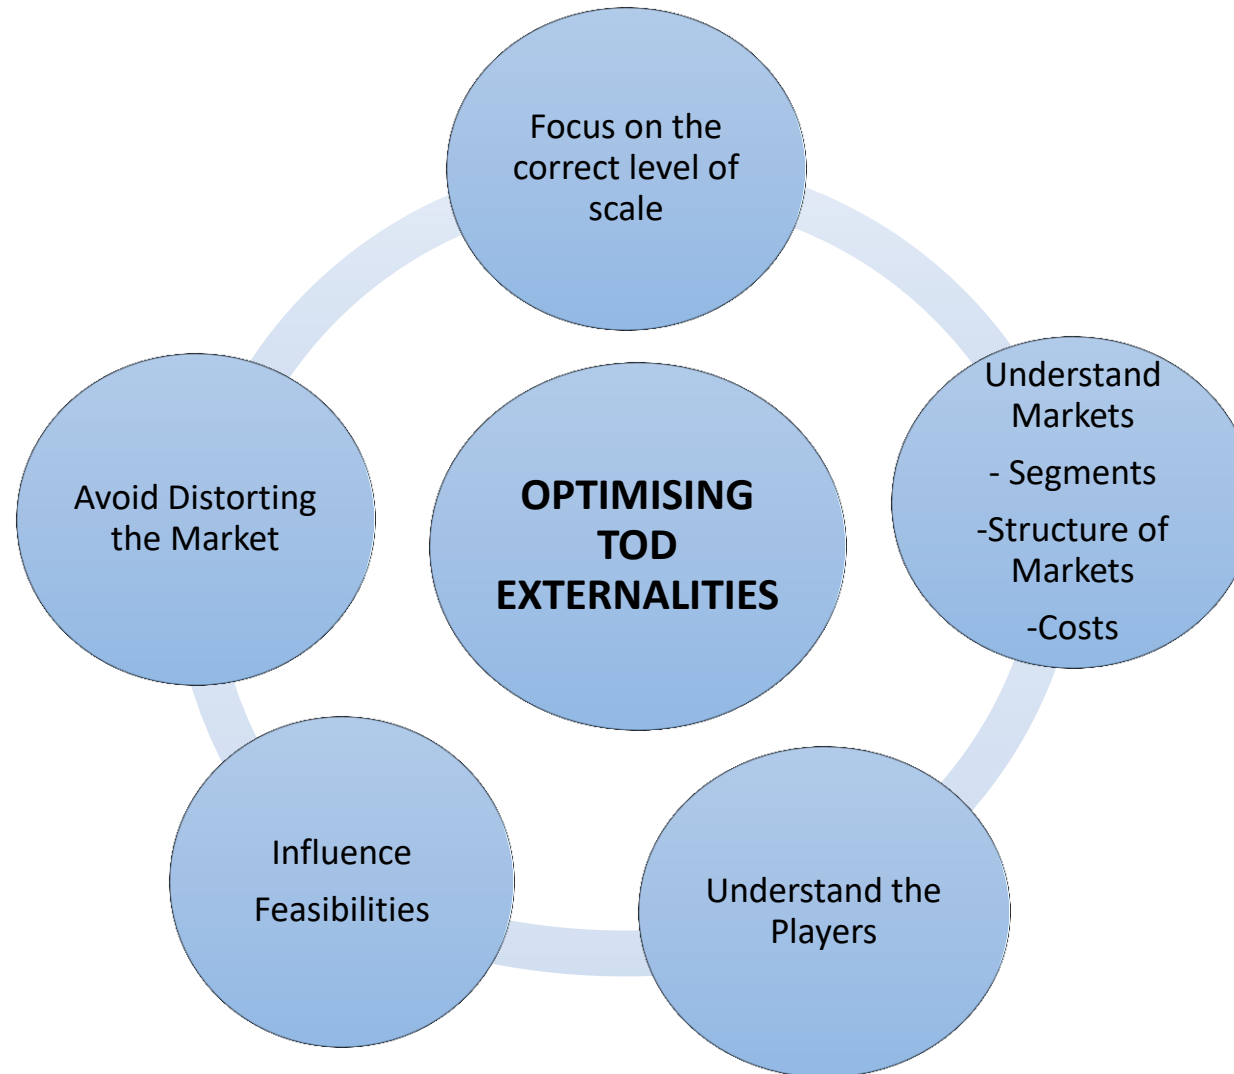 Focus on the
correct level of
scale
Understand
Markets
- Segments
-Structure of
Markets
-Costs
Understand the
Players
Influence
Feasibilities
Avoid Distorting
the Market
OPTIMISING
TOD
EXTERNALITIES